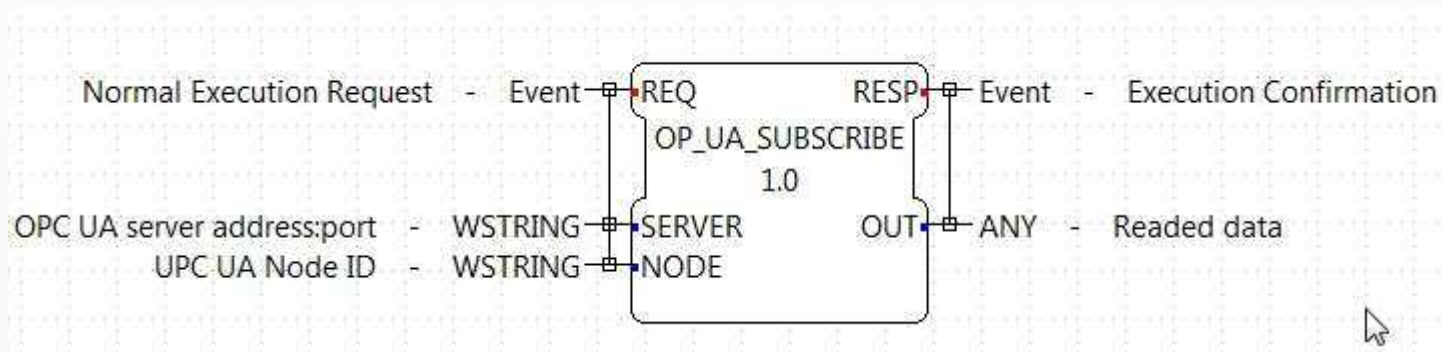 Normal Execution Request - Event REQ RESP Event - Execution Confirmation
OP_UA_SUBSCRIBE
1.0
OPC UA server address:port - WSTRING SERVER OUT ANY - Readed data
UPC UA Node ID - WSTRING NODE